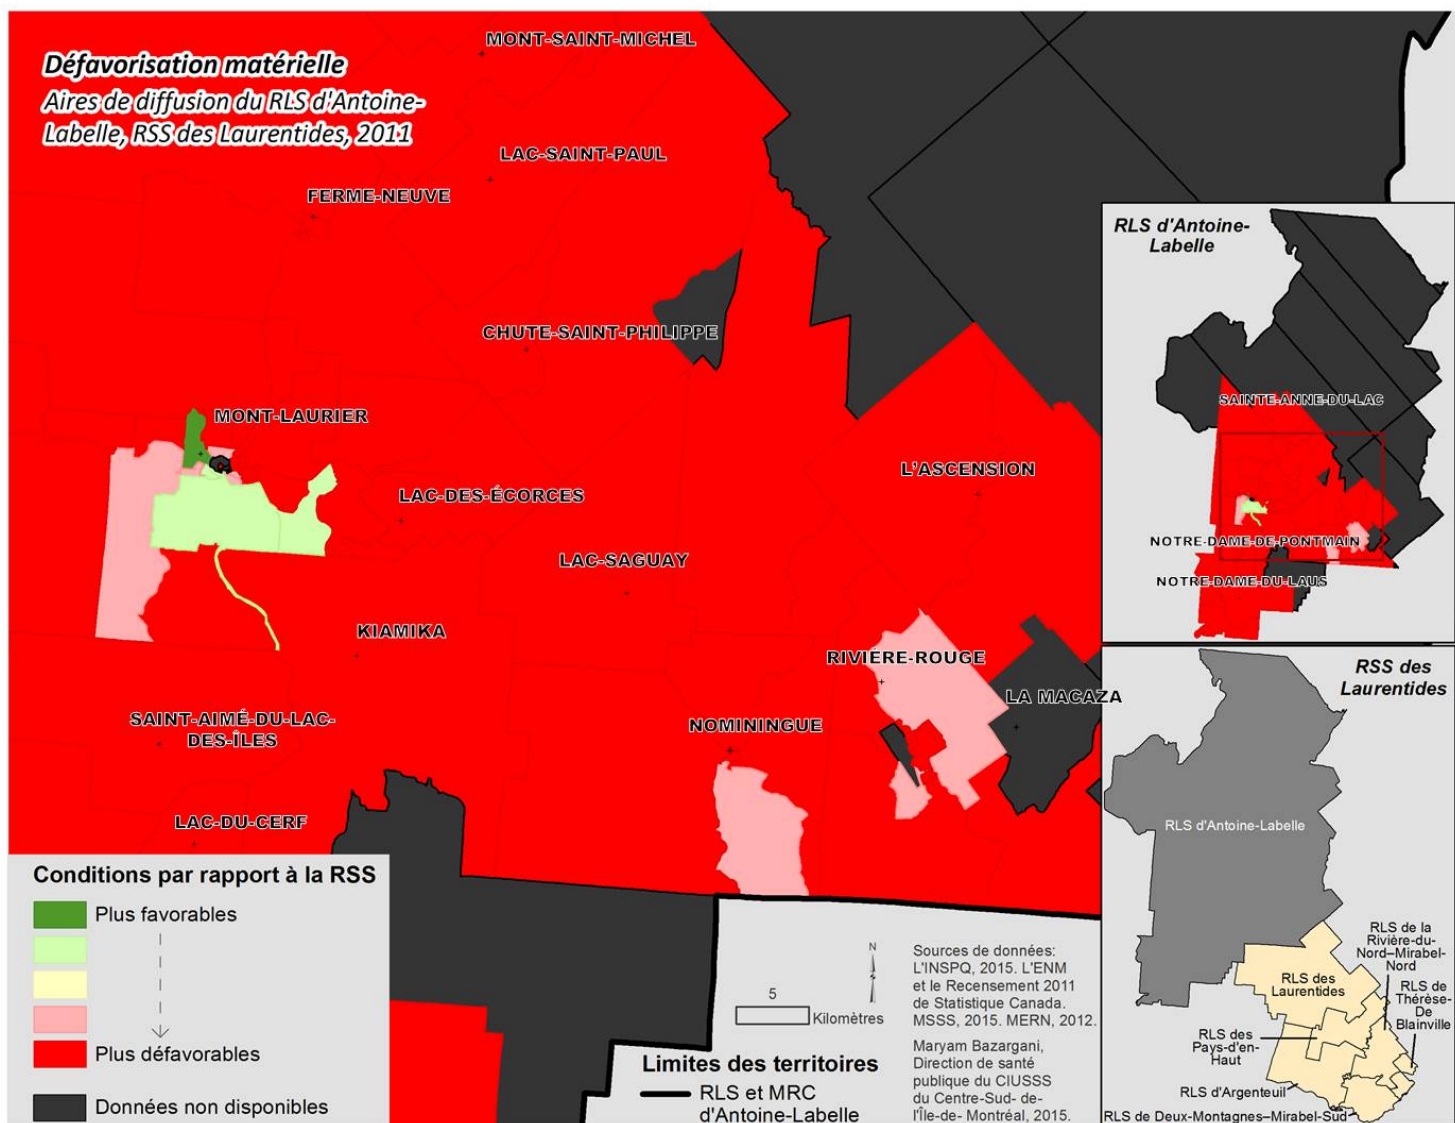 Défavorisation matérielle
Aires de diffusion du RLS d'Antoine-
Labelle, RSS des Laurentides, 2011
MONT-SAINT-MICHEL
LAC-SAINT-PAUL
FERME-NEUVE
CHUTE-SAINT-PHILIPPE
MONT-LAURIER
L'ASCENSION
LAC-DES-ÉCORCES
LAC-SAGUAY
KIAMIKA
RIVIÈRE-ROUGE
LA MACAZA
SAINT-AIMÉ-DU-LAC-
DES-ÎLES
NOMININGUE
LAC-DU-CERF
Conditions par rapport à la RSS
Plus favorables
Plus défavorables
Données non disponibles
5
Kilomètres
N
S
Limites des territoires
RLS et MRC
d'Antoine-Labelle
Sources de données:
L'INSPQ, 2015. L'ENM
et le Recensement 2011
de Statistique Canada.
MSSS, 2015. MERN, 2012.
Maryam Bazargani,
Direction de santé
publique du CIUSSS
du Centre-Sud- de-
l'Île-de- Montréal, 2015.
RLS d'Antoine-
Labelle
SAINTE-ANNE-DU-LAC
NOTRE-DAME-DE-PONTMAIN
NOTRE-DAME-DU-LAUS
RSS des
Laurentides
RLS d'Antoine-Labelle
RLS de la
Rivière-du-
Nord–Mirabel-
Nord
RLS des
Laurentides
RLS de
Thérèse-
De
Blainville
RLS des
Pays-d'en-
Haut
RLS d'Argenteuil
RLS de Deux-Montagnes–Mirabel-Sud